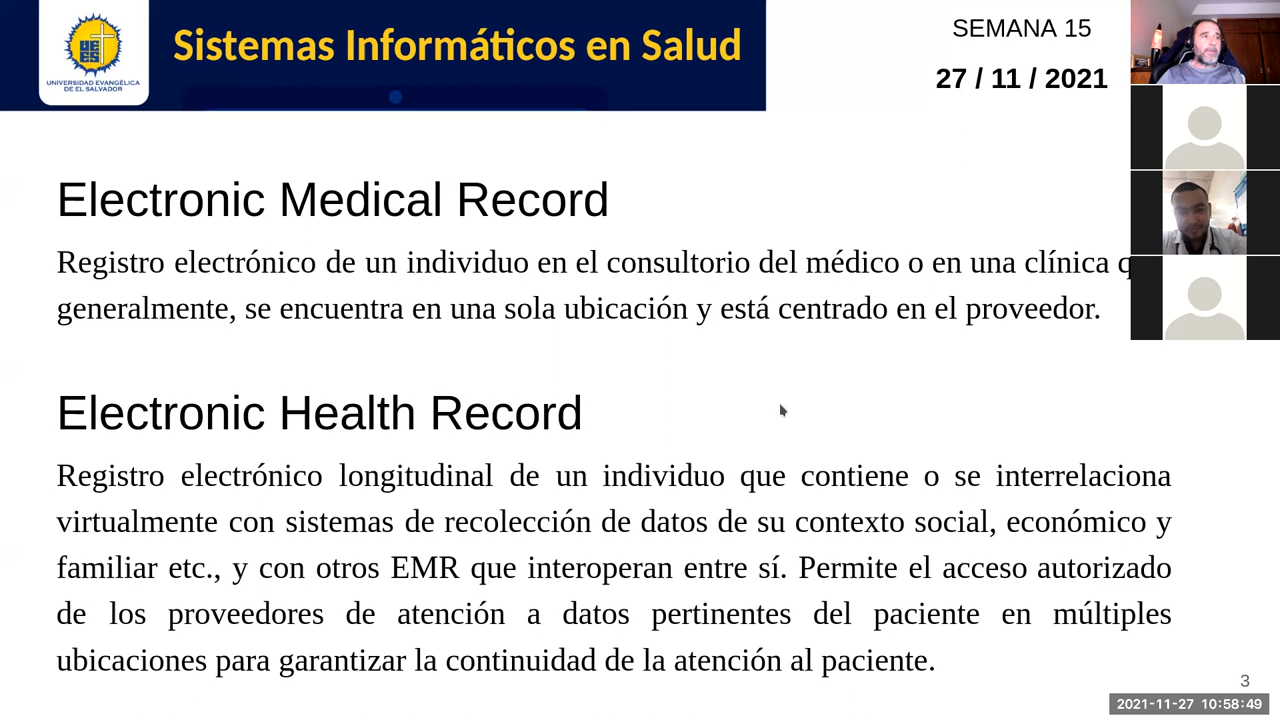 Sistemas Informáticos en Salud
SEMANA 15
27 / 11 / 2021
UNIVERSIDAD EVANGÉLICA
DE EL SALVADOR
Electronic Medical Record
Registro electrónico de un individuo en el consultorio del médico o en una clínica
generalmente, se encuentra en una sola ubicación y está centrado en el proveedor.
Electronic Health Record
Registro electrónico longitudinal de un individuo que contiene o se interrelaciona
virtualmente con sistemas de recolección de datos de su contexto social, económico y
familiar etc., y con otros EMR que interoperan entre sí. Permite el acceso autorizado
de los proveedores de atención a datos pertinentes del paciente en múltiples
ubicaciones para garantizar la continuidad de la atención al paciente.
3
2021-11-27 10:58:49